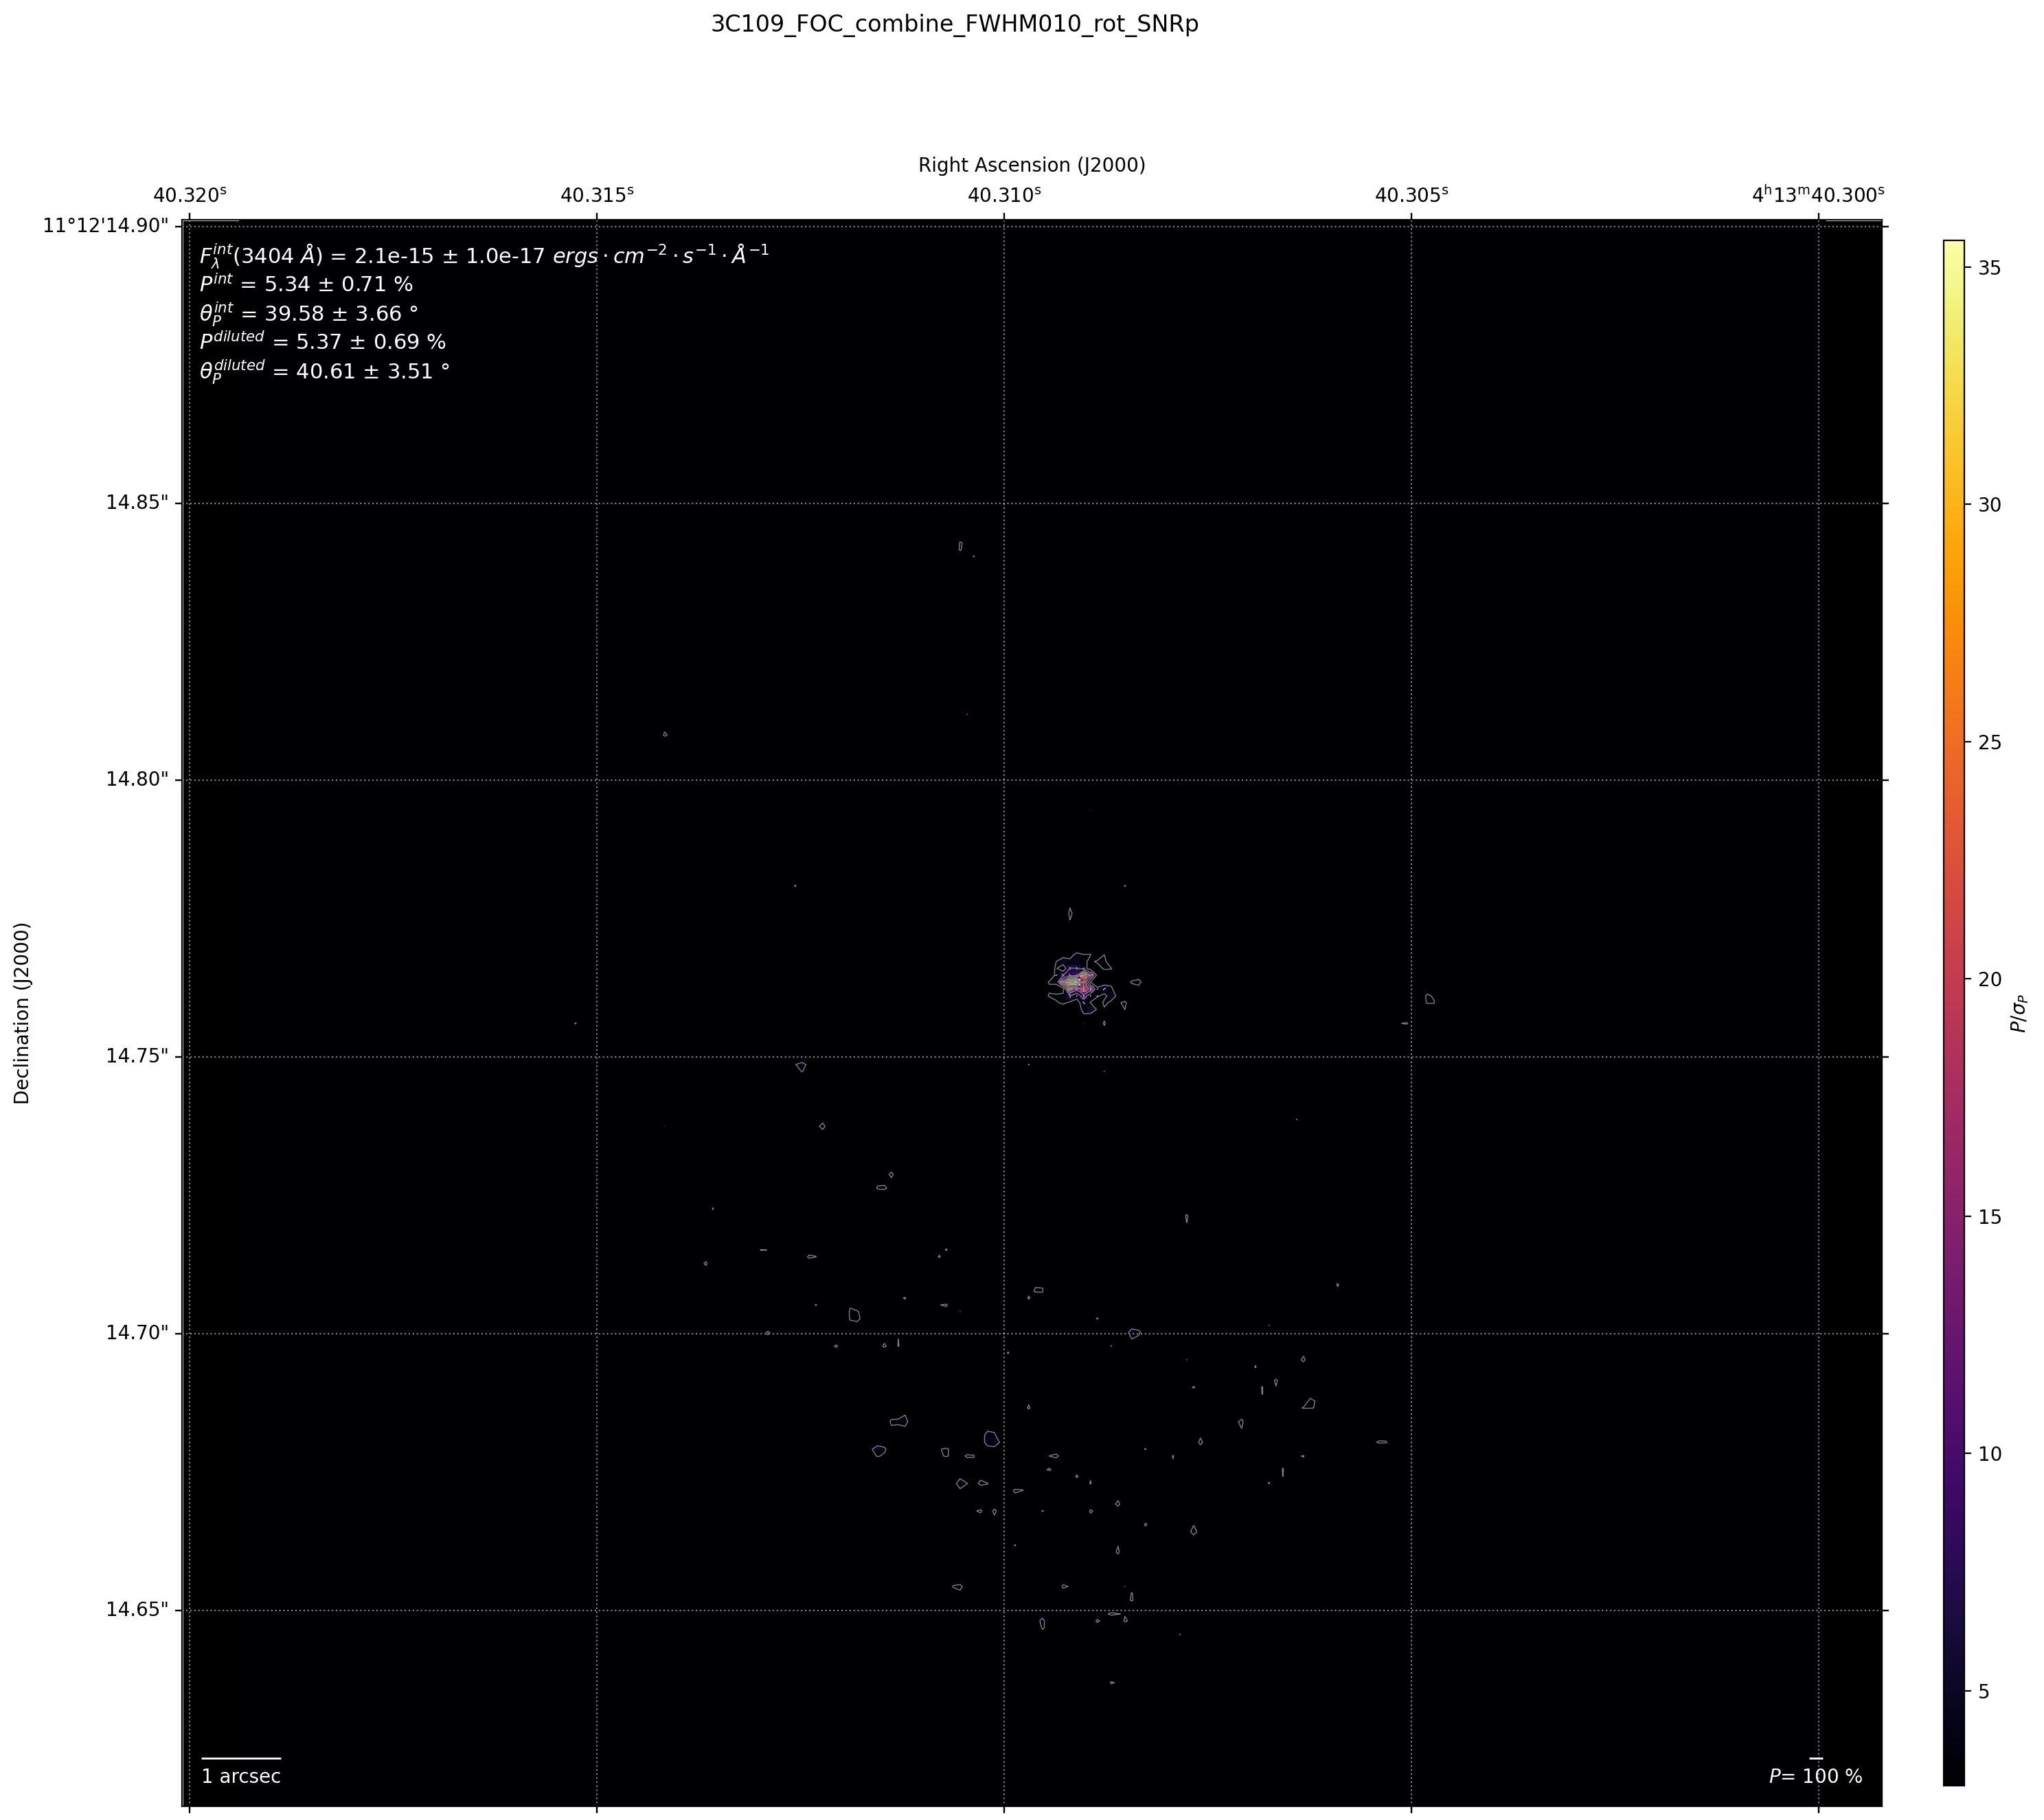 3C109_FOC_combine_FWHM010_rot_SNRp
Right Ascension (J2000)
40.320ˢ 40.315ˢ 40.310ˢ 40.305ˢ 4ʰ13ᵐ40.300ˢ
11°12'14.90"
14.85"
14.80"
14.75"
14.70"
14.65"
Declination (J2000)
F_λ^int(3404 Å) = 2.1e-15 ± 1.0e-17 ergs · cm⁻² · s⁻¹ · Å⁻¹
P^int = 5.34 ± 0.71 %
θ_P^int = 39.58 ± 3.66 °
P^diluted = 5.37 ± 0.69 %
θ_P^diluted = 40.61 ± 3.51 °
1 arcsec
P= 100 %
35
30
25
20
15
10
5
P/σ_P